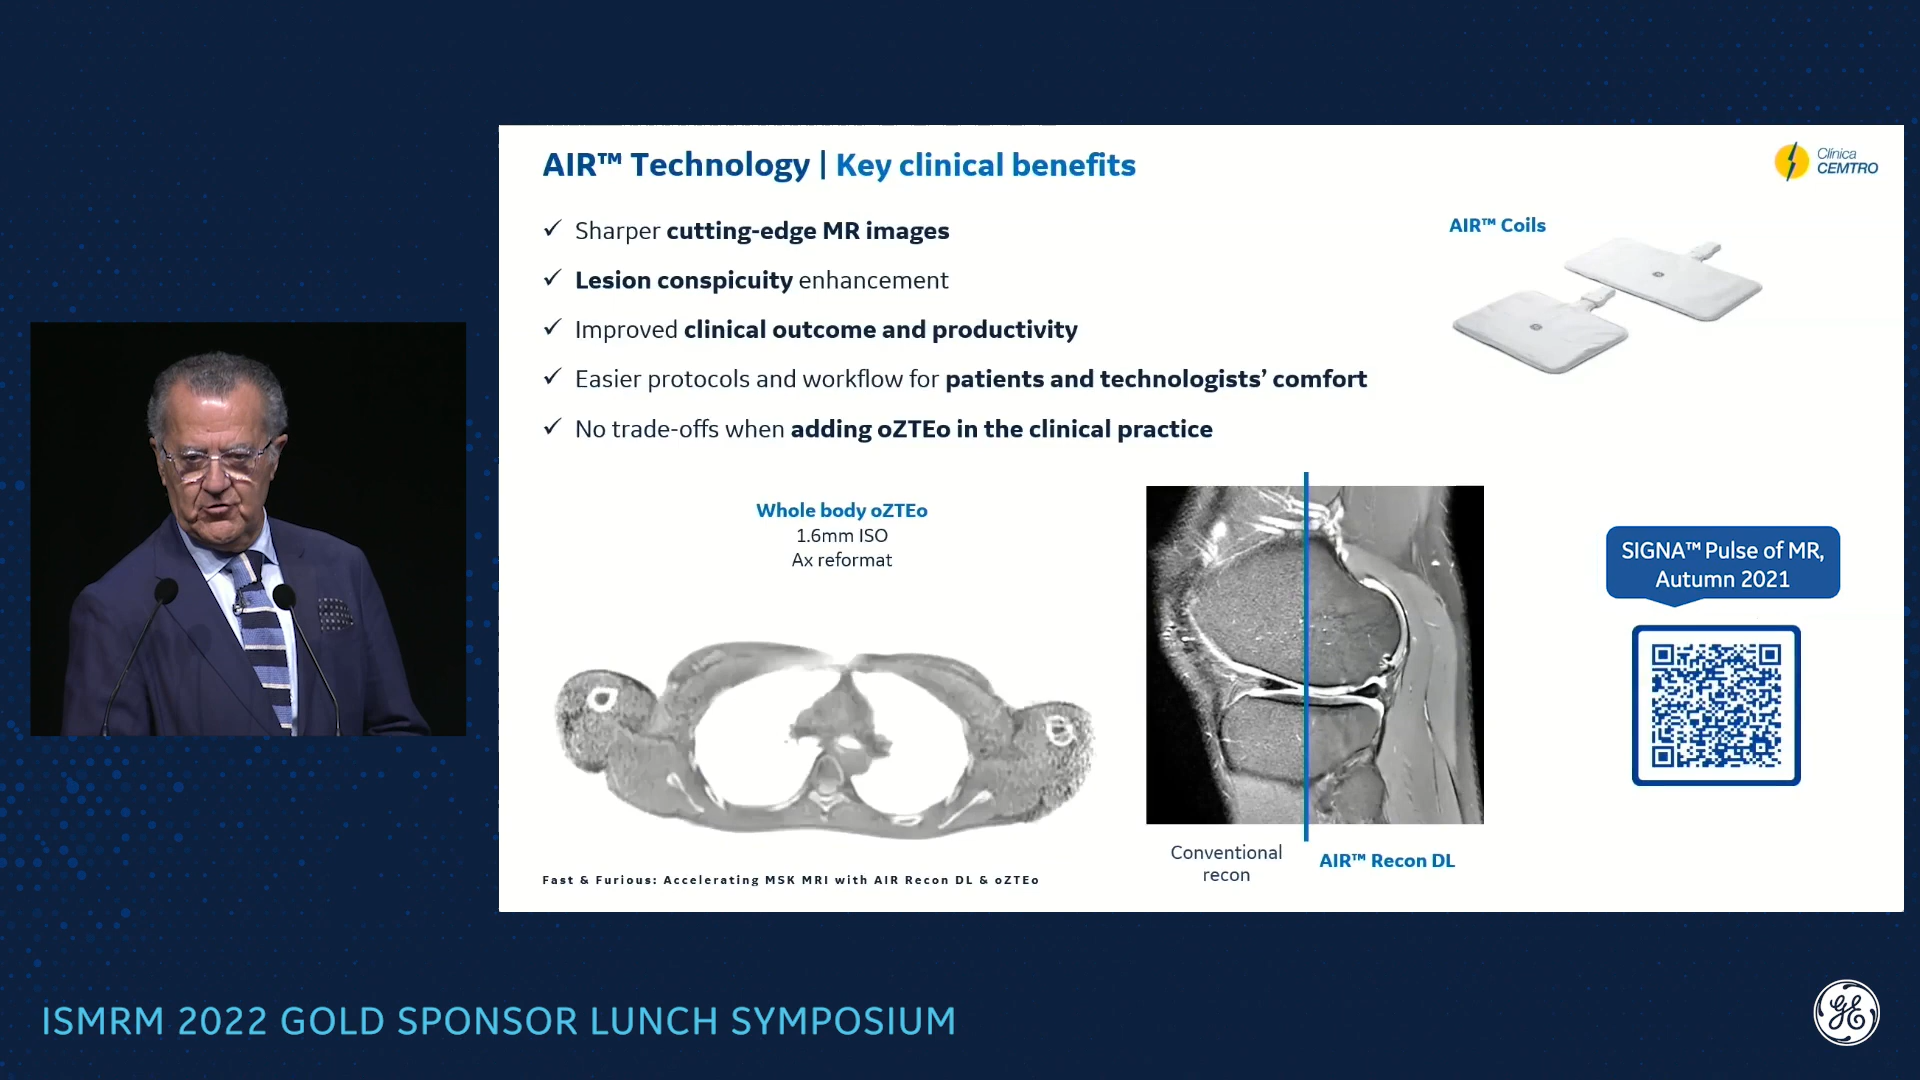 AIR™ Technology | Key clinical benefits
Clínica
CEMTRO
✓ Sharper cutting-edge MR images
✓ Lesion conspicuity enhancement
✓ Improved clinical outcome and productivity
✓ Easier protocols and workflow for patients and technologists’ comfort
✓ No trade-offs when adding oZTEo in the clinical practice
AIR™ Coils
Whole body oZTEo
1.6mm ISO
Ax reformat
Conventional
recon
AIR™ Recon DL
SIGNA™ Pulse of MR,
Autumn 2021
Fast & Furious: Accelerating MSK MRI with AIR Recon DL & oZTEo
ISMRM 2022 GOLD SPONSOR LUNCH SYMPOSIUM
GE